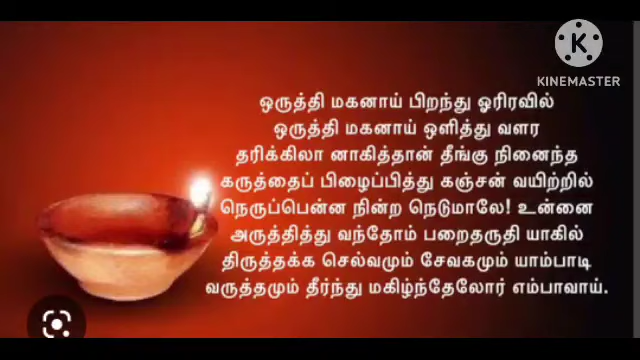 KINEMASTER
ஒருத்தி மகனாய் பிறந்து ஓரிரவில்
ஒருத்தி மகனாய் ஒளித்து வளர
தரிக்கிலா னாகித்தான் தீங்கு நினைந்த
கருத்தைப் பிழைப்பித்து கஞ்சன் வயிற்றில்
நெருப்பென்ன நின்ற நெடுமாலே! உன்னை
அருத்தித்து வந்தோம் பறைதருதி யாகில்
திருத்தக்க செல்வமும் சேவகமும் யாம்பாடி
வருத்தமும் தீர்ந்து மகிழ்ந்தேலோர் எம்பாவாய்.